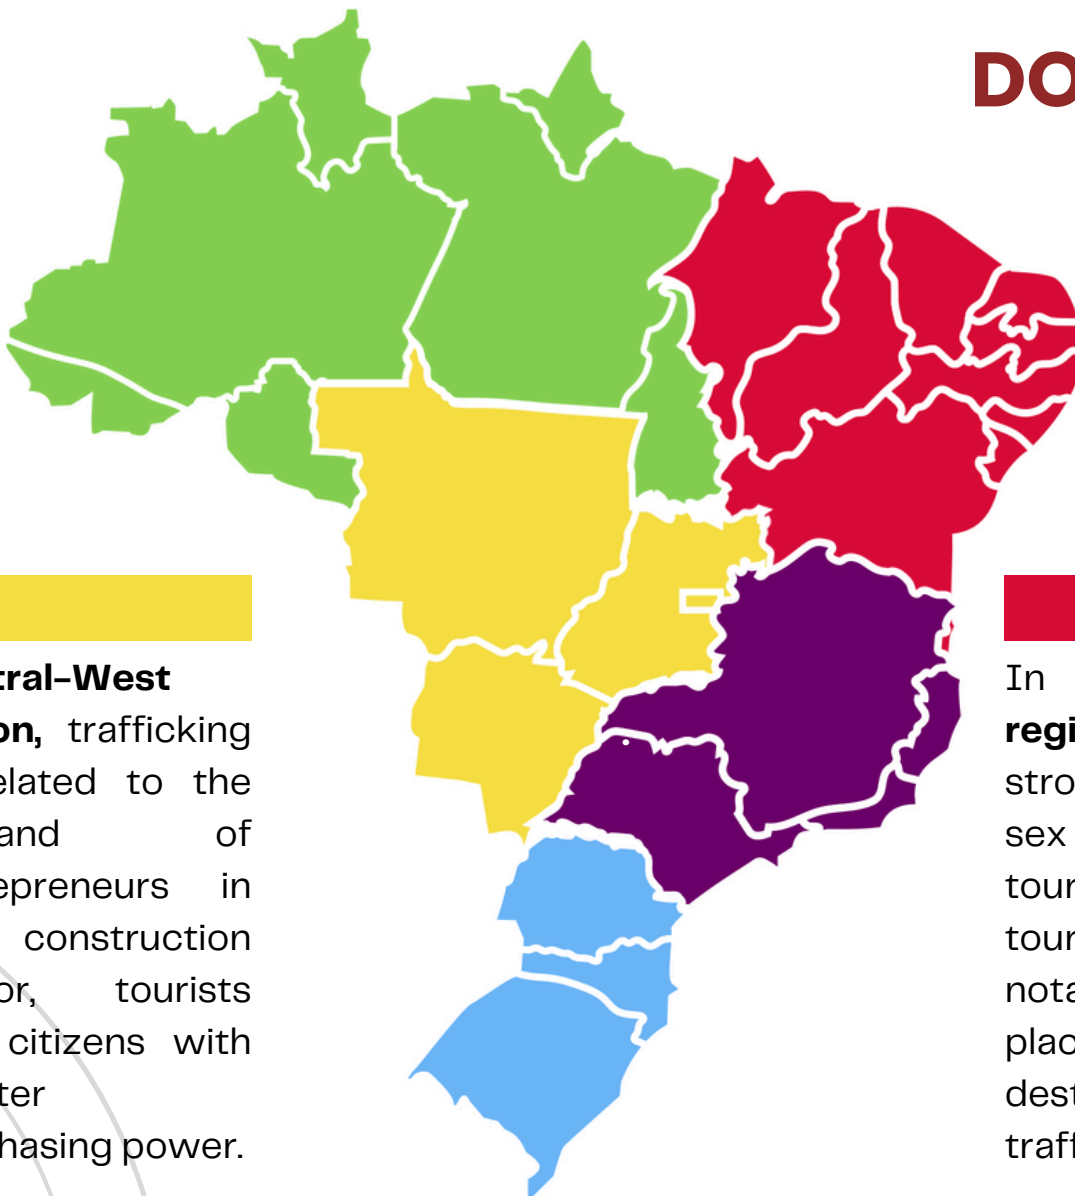 DO
tral-West
on, trafficking
elated to the
and of
epreneurs in
construction
or, tourists
citizens with
ter
hasing power.
In
regi
stro
sex
tour
tour
nota
plac
dest
traff